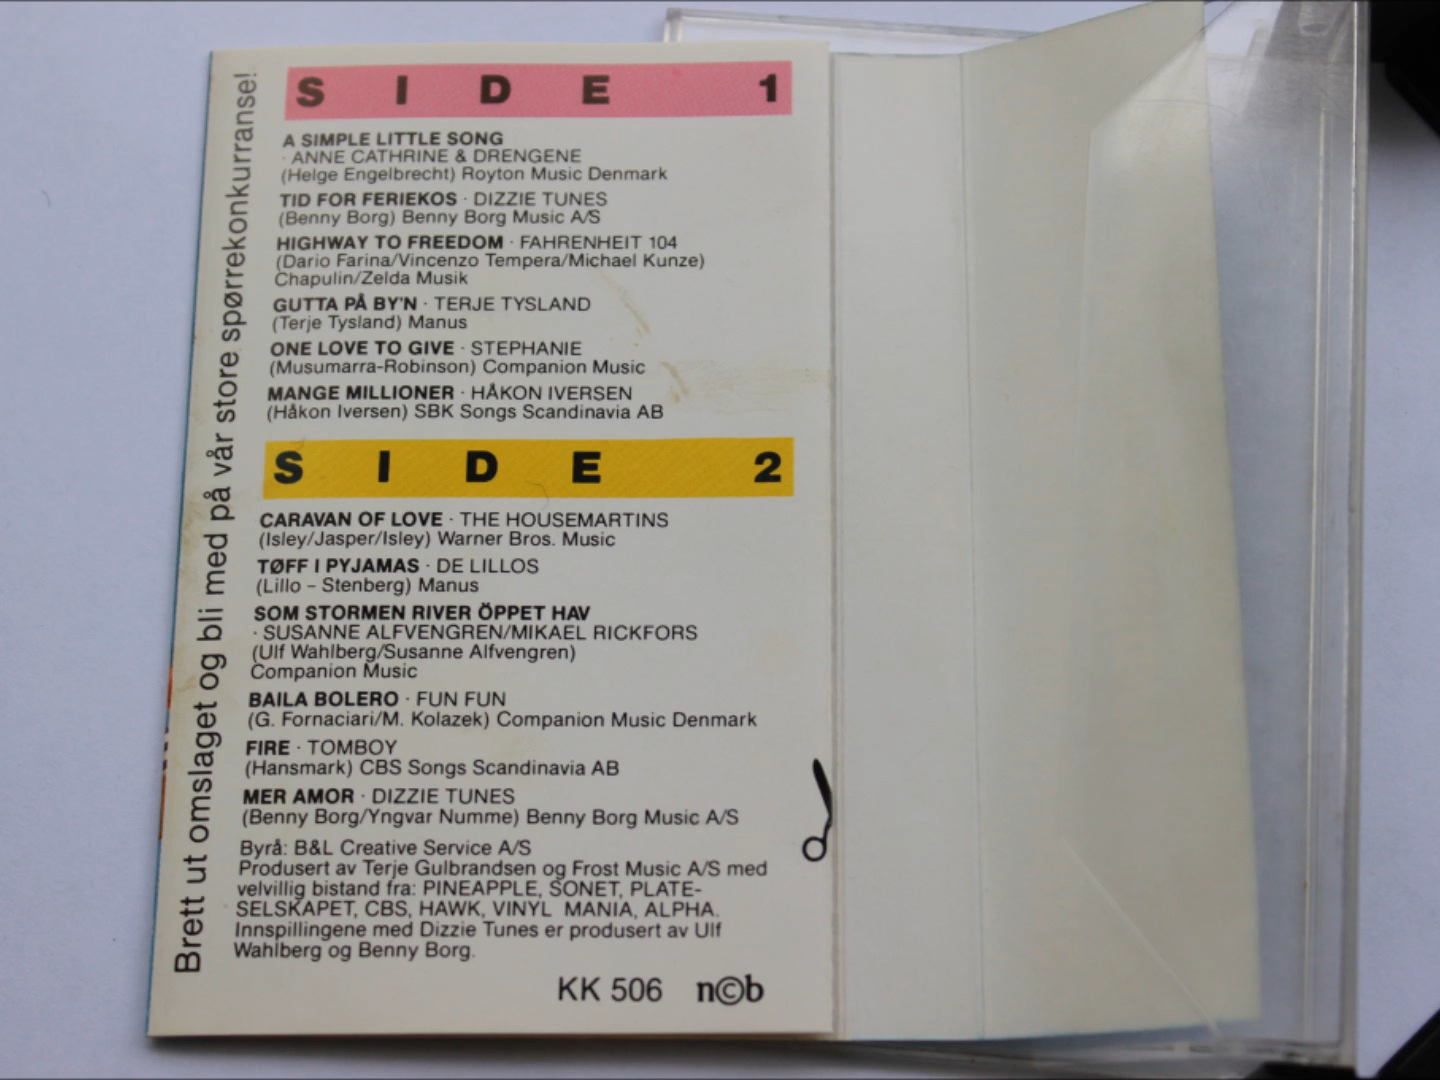 Brett ut omslaget og bli med på vår store spørrekonkurranse!
SIDE 1
A SIMPLE LITTLE SONG
· ANNE CATHRINE & DRENGENE
(Helge Engelbrecht) Royton Music Denmark
TID FOR FERIEKOS · DIZZIE TUNES
(Benny Borg) Benny Borg Music A/S
HIGHWAY TO FREEDOM · FAHRENHEIT 104
(Dario Farina/Vincenzo Tempera/Michael Kunze)
Chapulin/Zelda Musik
GUTTA PÅ BY'N · TERJE TYSLAND
(Terje Tysland) Manus
ONE LOVE TO GIVE · STEPHANIE
(Musumarra-Robinson) Companion Music
MANGE MILLIONER · HÅKON IVERSEN
(Håkon Iversen) SBK Songs Scandinavia AB
SIDE 2
CARAVAN OF LOVE · THE HOUSEMARTINS
(Isley/Jasper/Isley) Warner Bros. Music
TØFF I PYJAMAS · DE LILLOS
(Lillo – Stenberg) Manus
SOM STORMEN RIVER ÖPPET HAV
· SUSANNE ALFVENGREN/MIKAEL RICKFORS
(Ulf Wahlberg/Susanne Alfvengren)
Companion Music
BAILA BOLERO · FUN FUN
(G. Fornaciari/M. Kolazek) Companion Music Denmark
FIRE · TOMBOY
(Hansmark) CBS Songs Scandinavia AB
MER AMOR · DIZZIE TUNES
(Benny Borg/Yngvar Numme) Benny Borg Music A/S
Byrå: B&L Creative Service A/S
Produsert av Terje Gulbrandsen og Frost Music A/S med
velvillig bistand fra: PINEAPPLE, SONET, PLATE-
SELSKAPET, CBS, HAWK, VINYL MANIA, ALPHA.
Innspillingene med Dizzie Tunes er produsert av Ulf
Wahlberg og Benny Borg.
KK 506 n©b